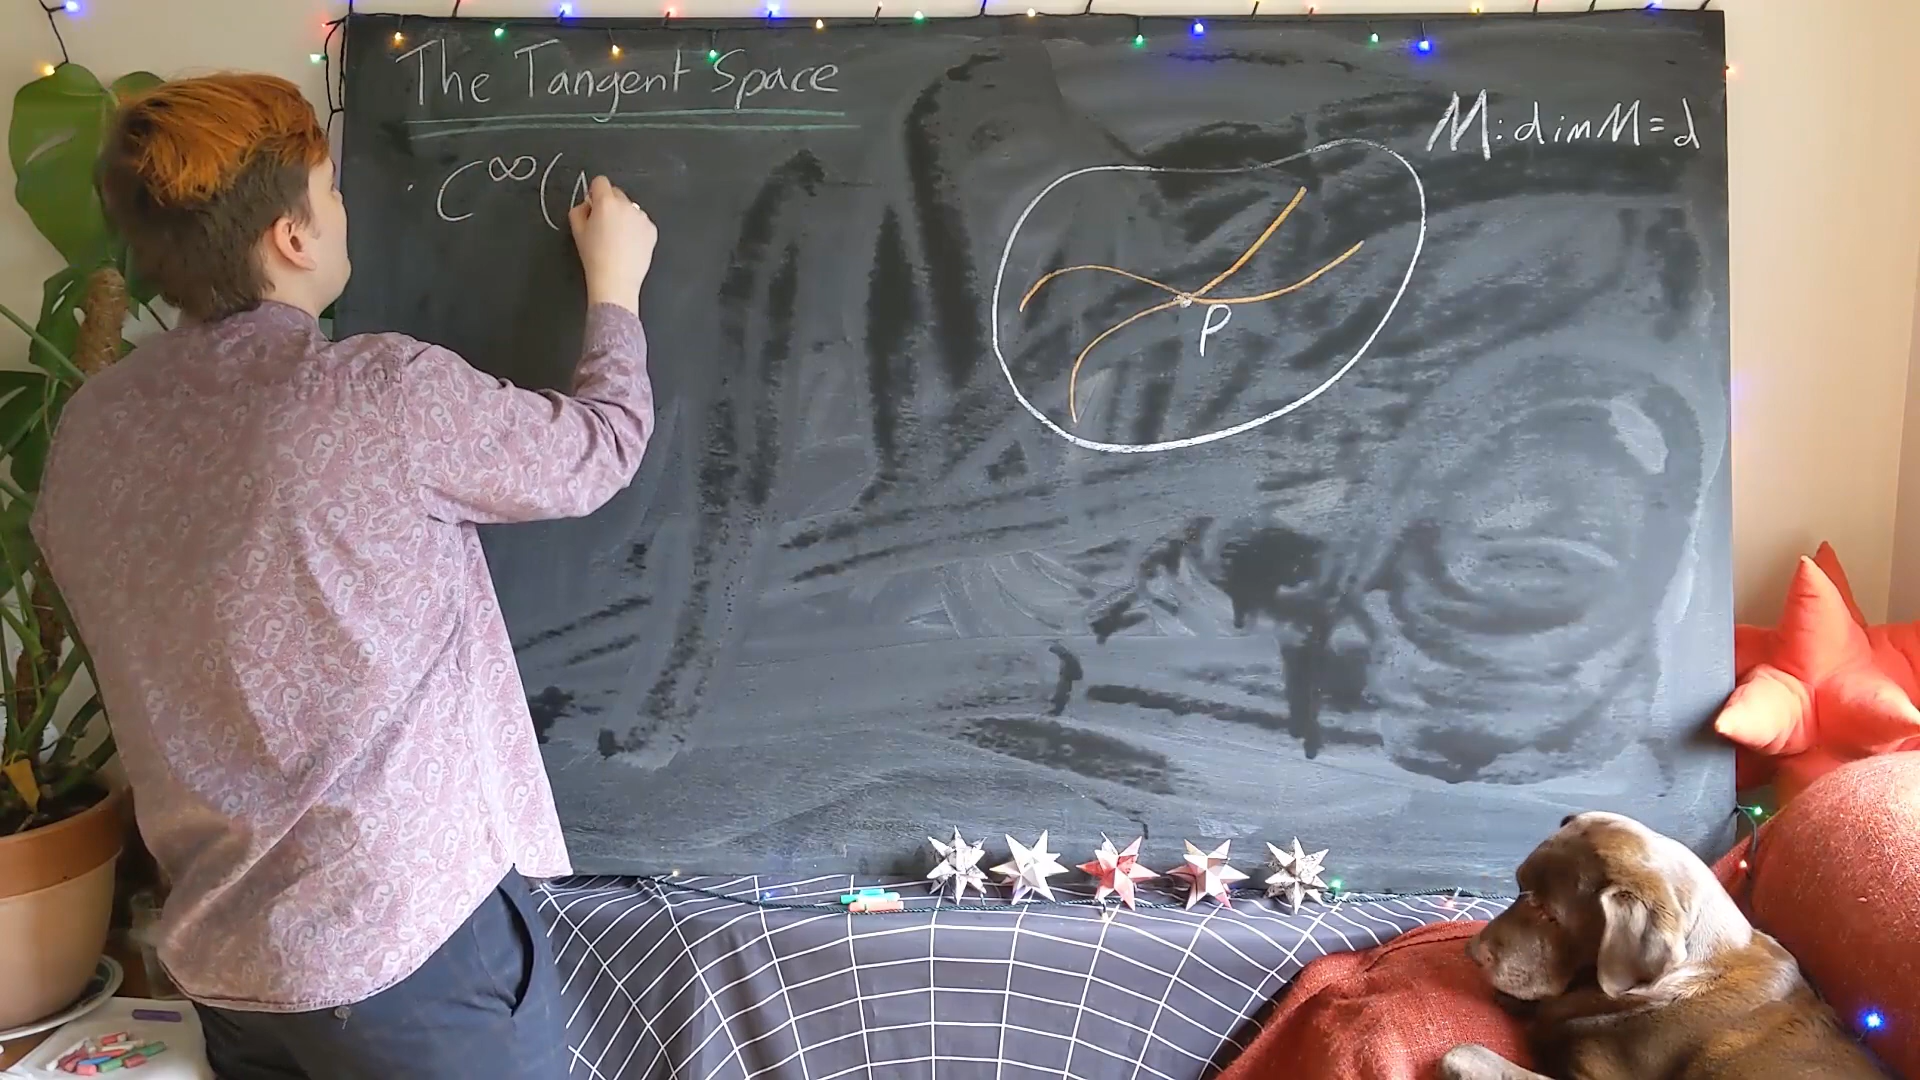 The Tangent Space
M: dim M = d
· C^∞(
P